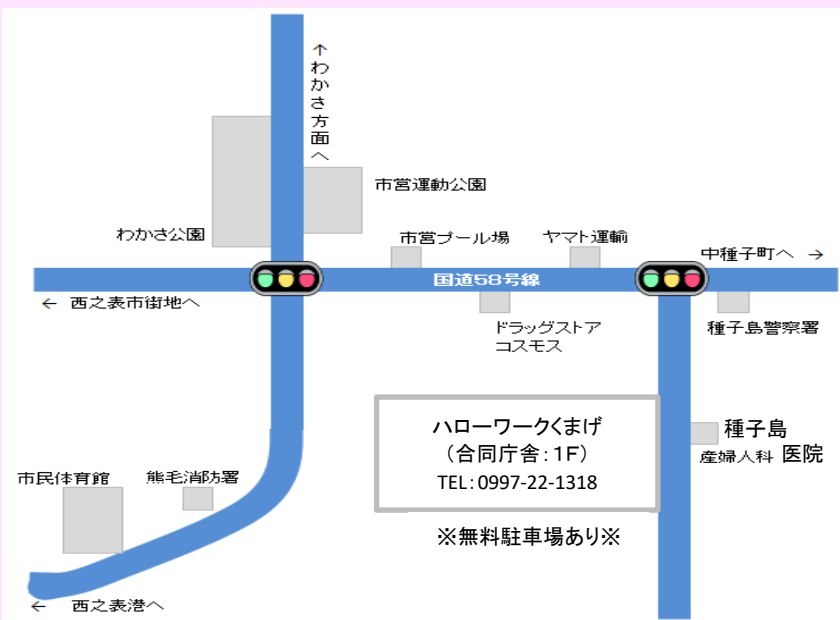 ↑わかさ方面へ
市営運動公園
わかさ公園
市営プール場
ヤマト運輸
中種子町へ →
国道58号線
← 西之表市街地へ
ドラッグストア
コスモス
種子島警察署
ハローワークくまげ
（合同庁舎：１F）
TEL：0997-22-1318
種子島
産婦人科 医院
市民体育館
熊毛消防署
※無料駐車場あり※
← 西之表港へ